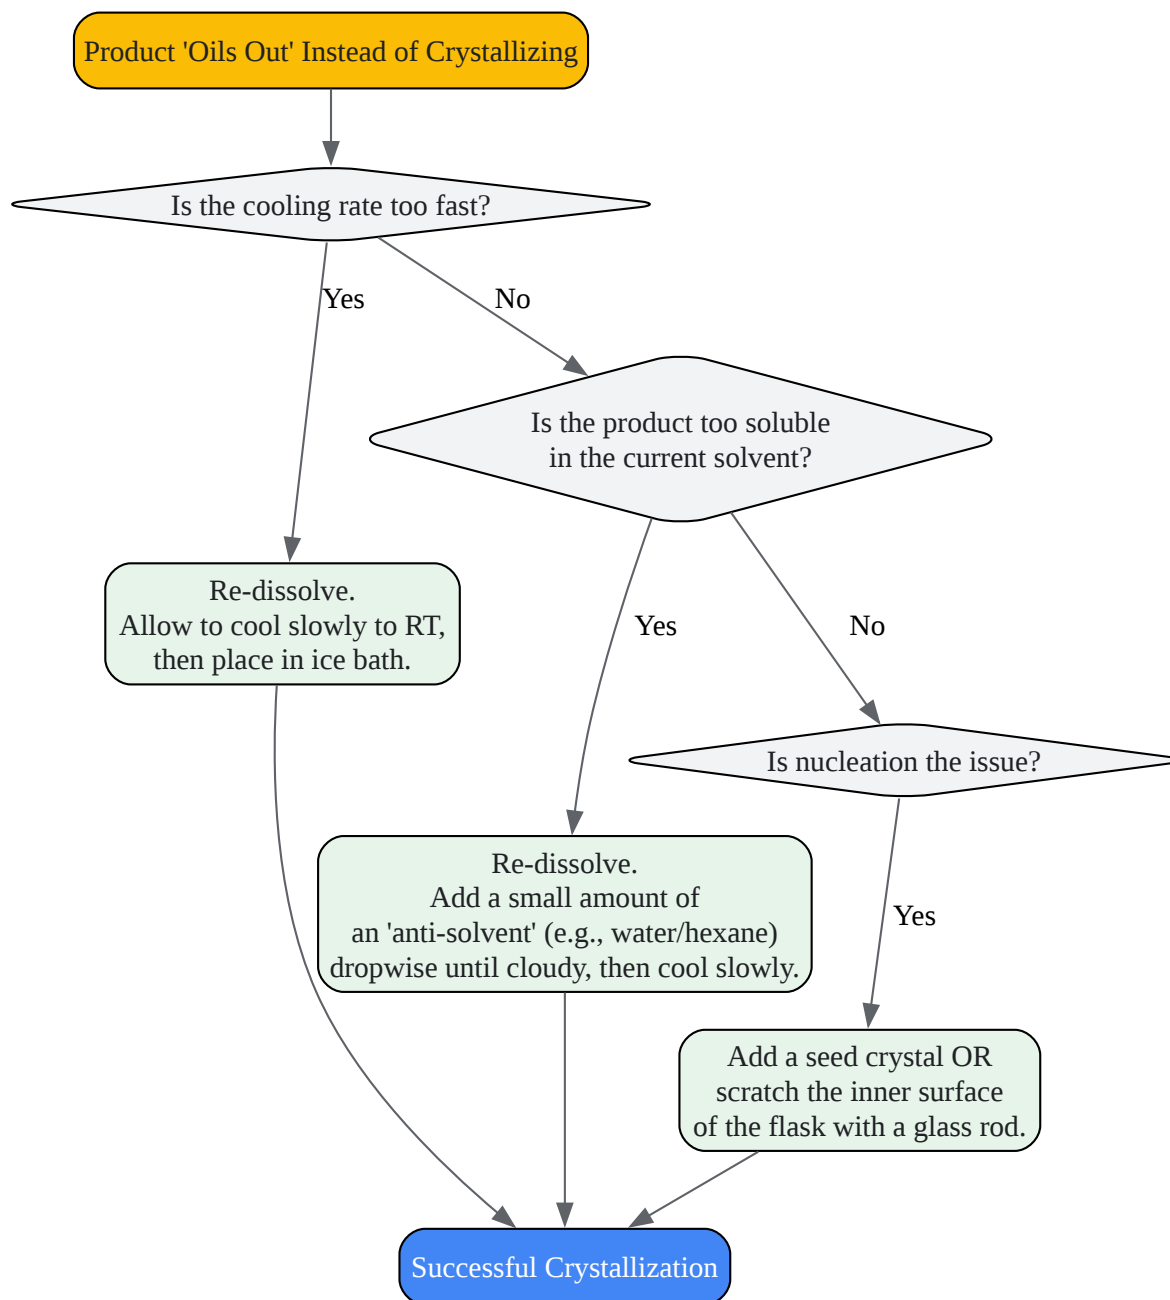 Product 'Oils Out' Instead of Crystallizing
Is the cooling rate too fast?
Yes
No
Is the product too soluble
in the current solvent?
Re-dissolve.
Allow to cool slowly to RT,
then place in ice bath.
Yes
No
Is nucleation the issue?
Re-dissolve.
Add a small amount of
an 'anti-solvent' (e.g., water/hexane)
dropwise until cloudy, then cool slowly.
Yes
Add a seed crystal OR
scratch the inner surface
of the flask with a glass rod.
Successful Crystallization